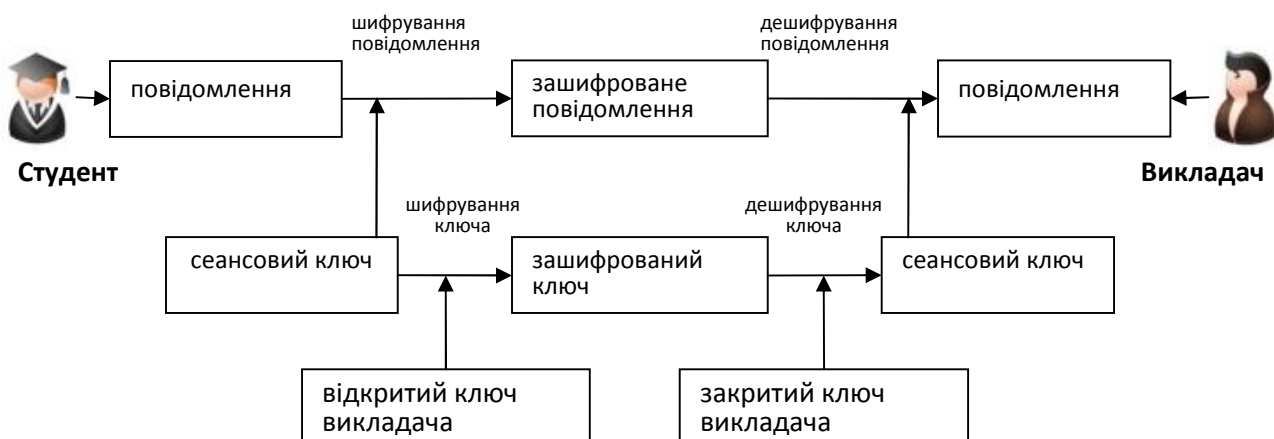 шифрування
повідомлення
дешифрування
повідомлення
повідомлення
зашифроване
повідомлення
повідомлення
Студент
Викладач
шифрування
ключа
дешифрування
ключа
сеансовий ключ
зашифрований
ключ
сеансовий ключ
відкритий ключ
викладача
закритий ключ
викладача